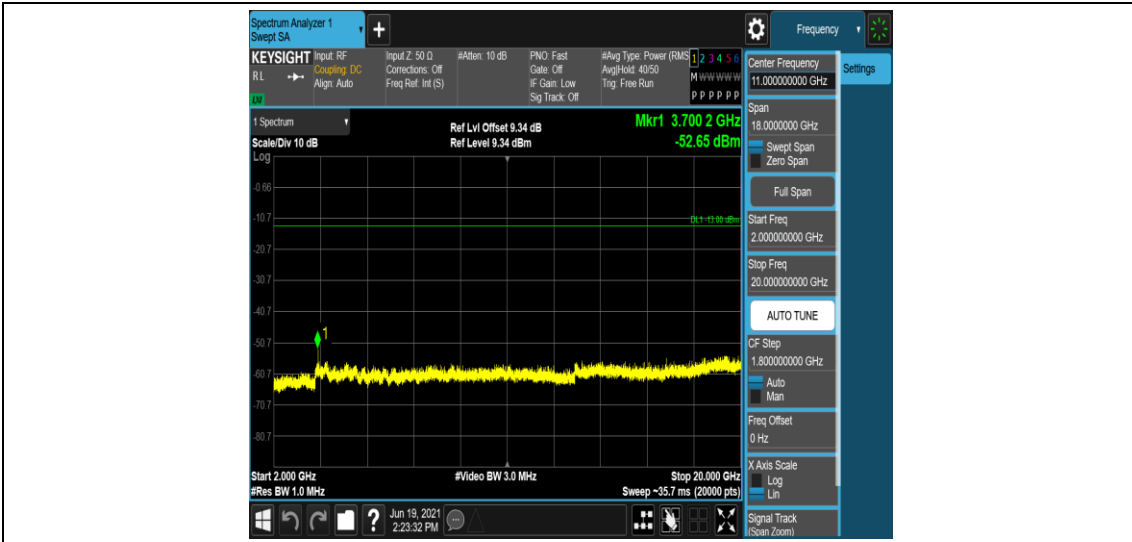 Spectrum Analyzer 1
Swept SA
Frequency
KEYSIGHT
RL
LXI
Input: RF
Coupling: DC
Align: Auto
Input Z: 50 Ω
Corrections: Off
Freq Ref: Int (S)
#Atten: 10 dB
PNO: Fast
Gate: Off
IF Gain: Low
Sig Track: Off
#Avg Type: Power (RMS
Avg|Hold: 40/50
Trig: Free Run
1 2 3 4 5 6
M W W W W W
P P P P P P
1 Spectrum
Scale/Div 10 dB
Log
Ref Lvl Offset 9.34 dB
Ref Level 9.34 dBm
Mkr1 3.700 2 GHz
-52.65 dBm
-0.66
-10.7
DL1 -13.00 dBm
-20.7
-30.7
-40.7
1
-50.7
-60.7
-70.7
-80.7
Start 2.000 GHz
#Res BW 1.0 MHz
#Video BW 3.0 MHz
Stop 20.000 GHz
Sweep ~35.7 ms (20000 pts)
Jun 19, 2021
2:23:32 PM
Center Frequency
11.000000000 GHz
Settings
Span
18.0000000 GHz
Swept Span
Zero Span
Full Span
Start Freq
2.000000000 GHz
Stop Freq
20.000000000 GHz
AUTO TUNE
CF Step
1.800000000 GHz
Auto
Man
Freq Offset
0 Hz
X Axis Scale
Log
Lin
Signal Track
(Span Zoom)